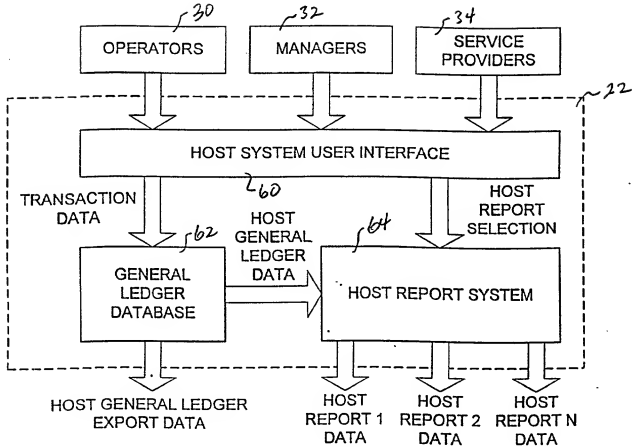 30
32
34
OPERATORS
MANAGERS
SERVICE
PROVIDERS
22
HOST SYSTEM USER INTERFACE
60
TRANSACTION
DATA
HOST
REPORT
SELECTION
62
HOST
GENERAL
LEDGER
DATA
64
GENERAL
LEDGER
DATABASE
HOST REPORT SYSTEM
HOST GENERAL LEDGER
EXPORT DATA
HOST
REPORT 1
DATA
HOST
REPORT 2
DATA
HOST
REPORT N
DATA